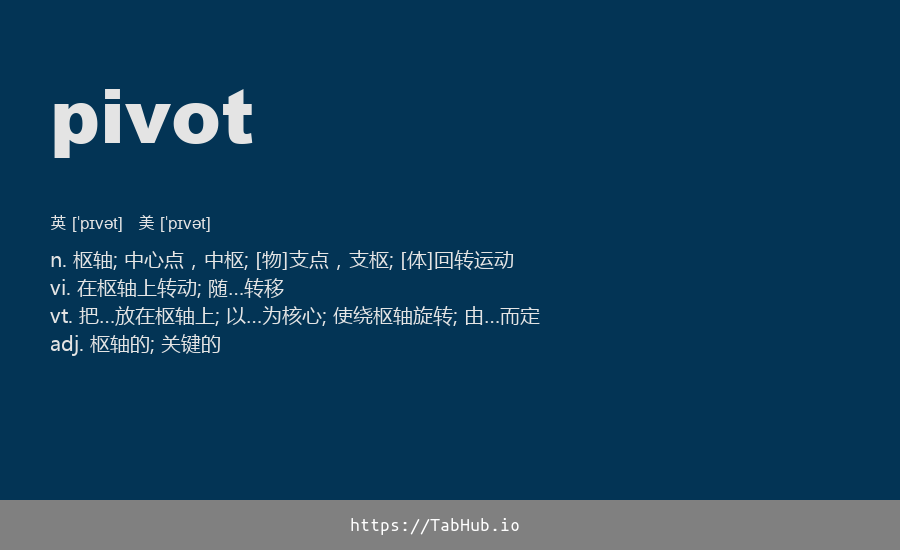 pivot
英 [ˈpɪvət] 美 [ˈpɪvət]
n. 枢轴; 中心点，中枢; [物]支点，支枢; [体]回转运动
vi. 在枢轴上转动; 随…转移
vt. 把…放在枢轴上; 以…为核心; 使绕枢轴旋转; 由…而定
adj. 枢轴的; 关键的
https://TabHub.io